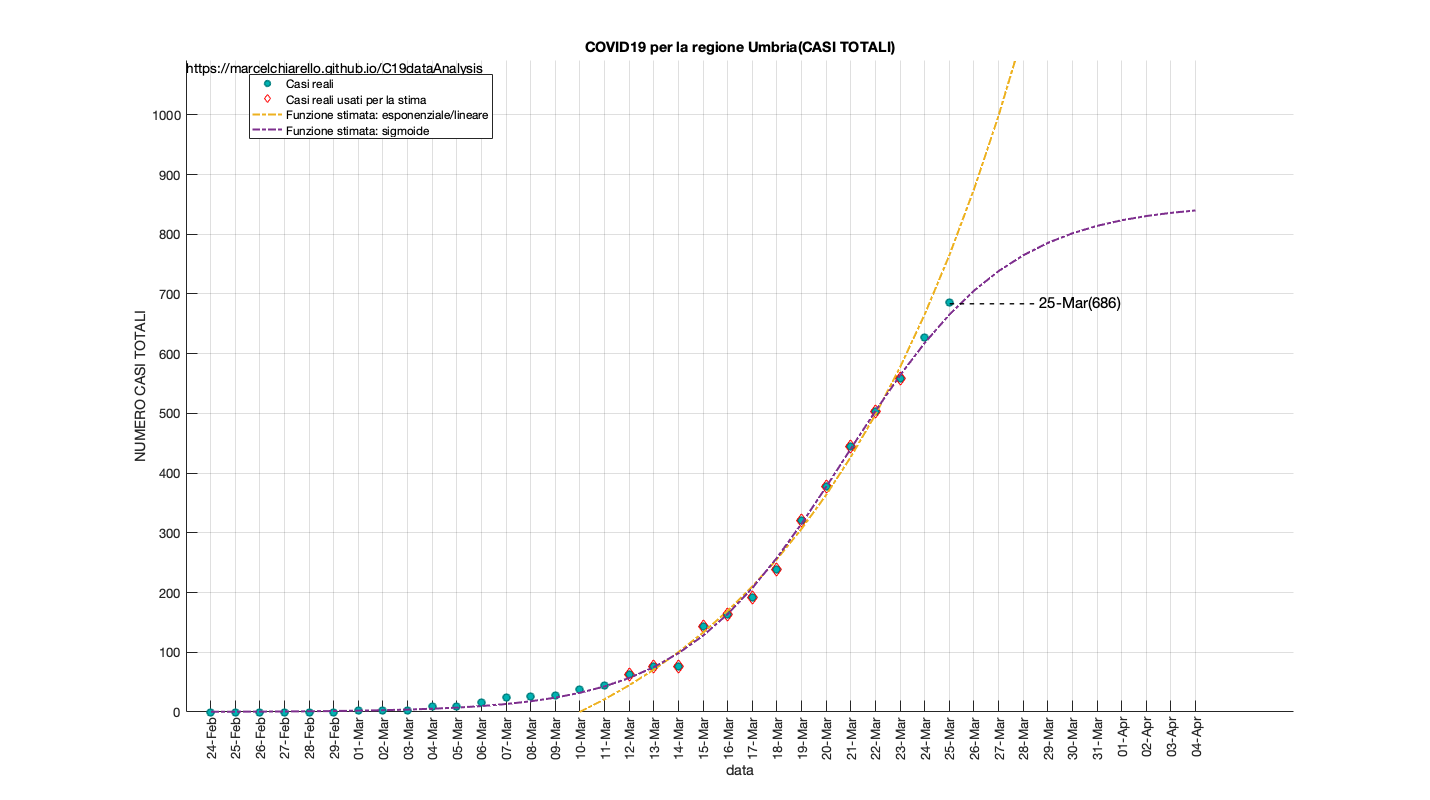 COVID19 per la regione Umbria(CASI TOTALI)
https://marcelchiarello.github.io/C19dataAnalysis
Casi reali
Casi reali usati per la stima
Funzione stimata: esponenziale/lineare
Funzione stimata: sigmoide
1000
900
800
700
600
500
400
300
200
100
0
NUMERO CASI TOTALI
25-Mar(686)
24-Feb
25-Feb
26-Feb
27-Feb
28-Feb
29-Feb
01-Mar
02-Mar
03-Mar
04-Mar
05-Mar
06-Mar
07-Mar
08-Mar
09-Mar
10-Mar
11-Mar
12-Mar
13-Mar
14-Mar
15-Mar
16-Mar
17-Mar
18-Mar
19-Mar
20-Mar
21-Mar
22-Mar
23-Mar
24-Mar
25-Mar
26-Mar
27-Mar
28-Mar
29-Mar
30-Mar
31-Mar
01-Apr
02-Apr
03-Apr
04-Apr
data